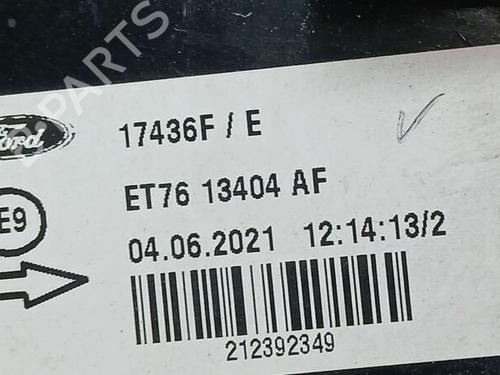 B-PARTS
Ford
17436F / E
ET76 13404 AF
E9
04.06.2021 12:14:13/2
212392349